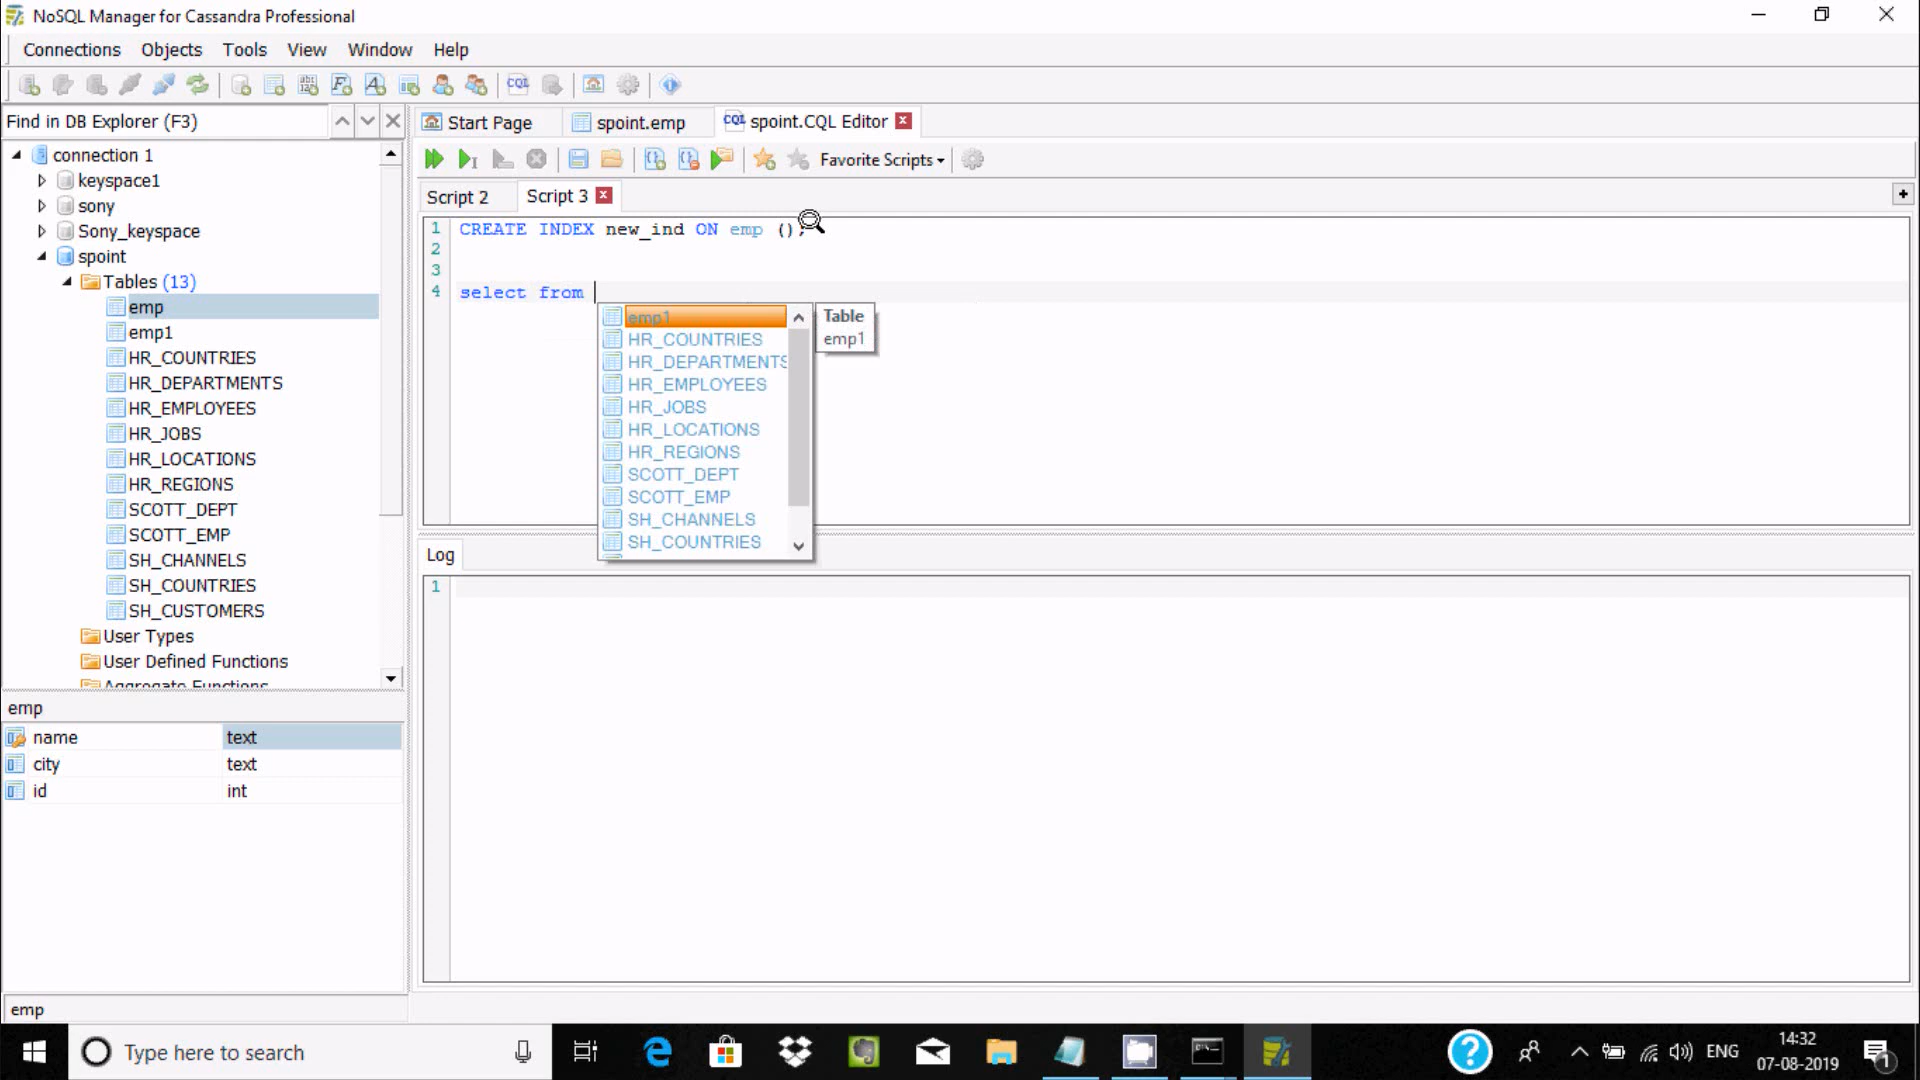 NoSQL Manager for Cassandra Professional
Connections Objects Tools View Window Help
CQL
Find in DB Explorer (F3)
Start Page
spoint.emp
CQL spoint.CQL Editor
connection 1
keyspace1
sony
Sony_keyspace
spoint
Tables (13)
emp
emp1
HR_COUNTRIES
HR_DEPARTMENTS
HR_EMPLOYEES
HR_JOBS
HR_LOCATIONS
HR_REGIONS
SCOTT_DEPT
SCOTT_EMP
SH_CHANNELS
SH_COUNTRIES
SH_CUSTOMERS
User Types
User Defined Functions
Aggregate Functions
emp
name text
city text
id int
emp
Favorite Scripts
Script 2
Script 3
1 CREATE INDEX new_ind ON emp ();
2
3
4 select from
emp1
HR_COUNTRIES
HR_DEPARTMENTS
HR_EMPLOYEES
HR_JOBS
HR_LOCATIONS
HR_REGIONS
SCOTT_DEPT
SCOTT_EMP
SH_CHANNELS
SH_COUNTRIES
Table
emp1
Log
1
Type here to search
ENG
14:32
07-08-2019
1